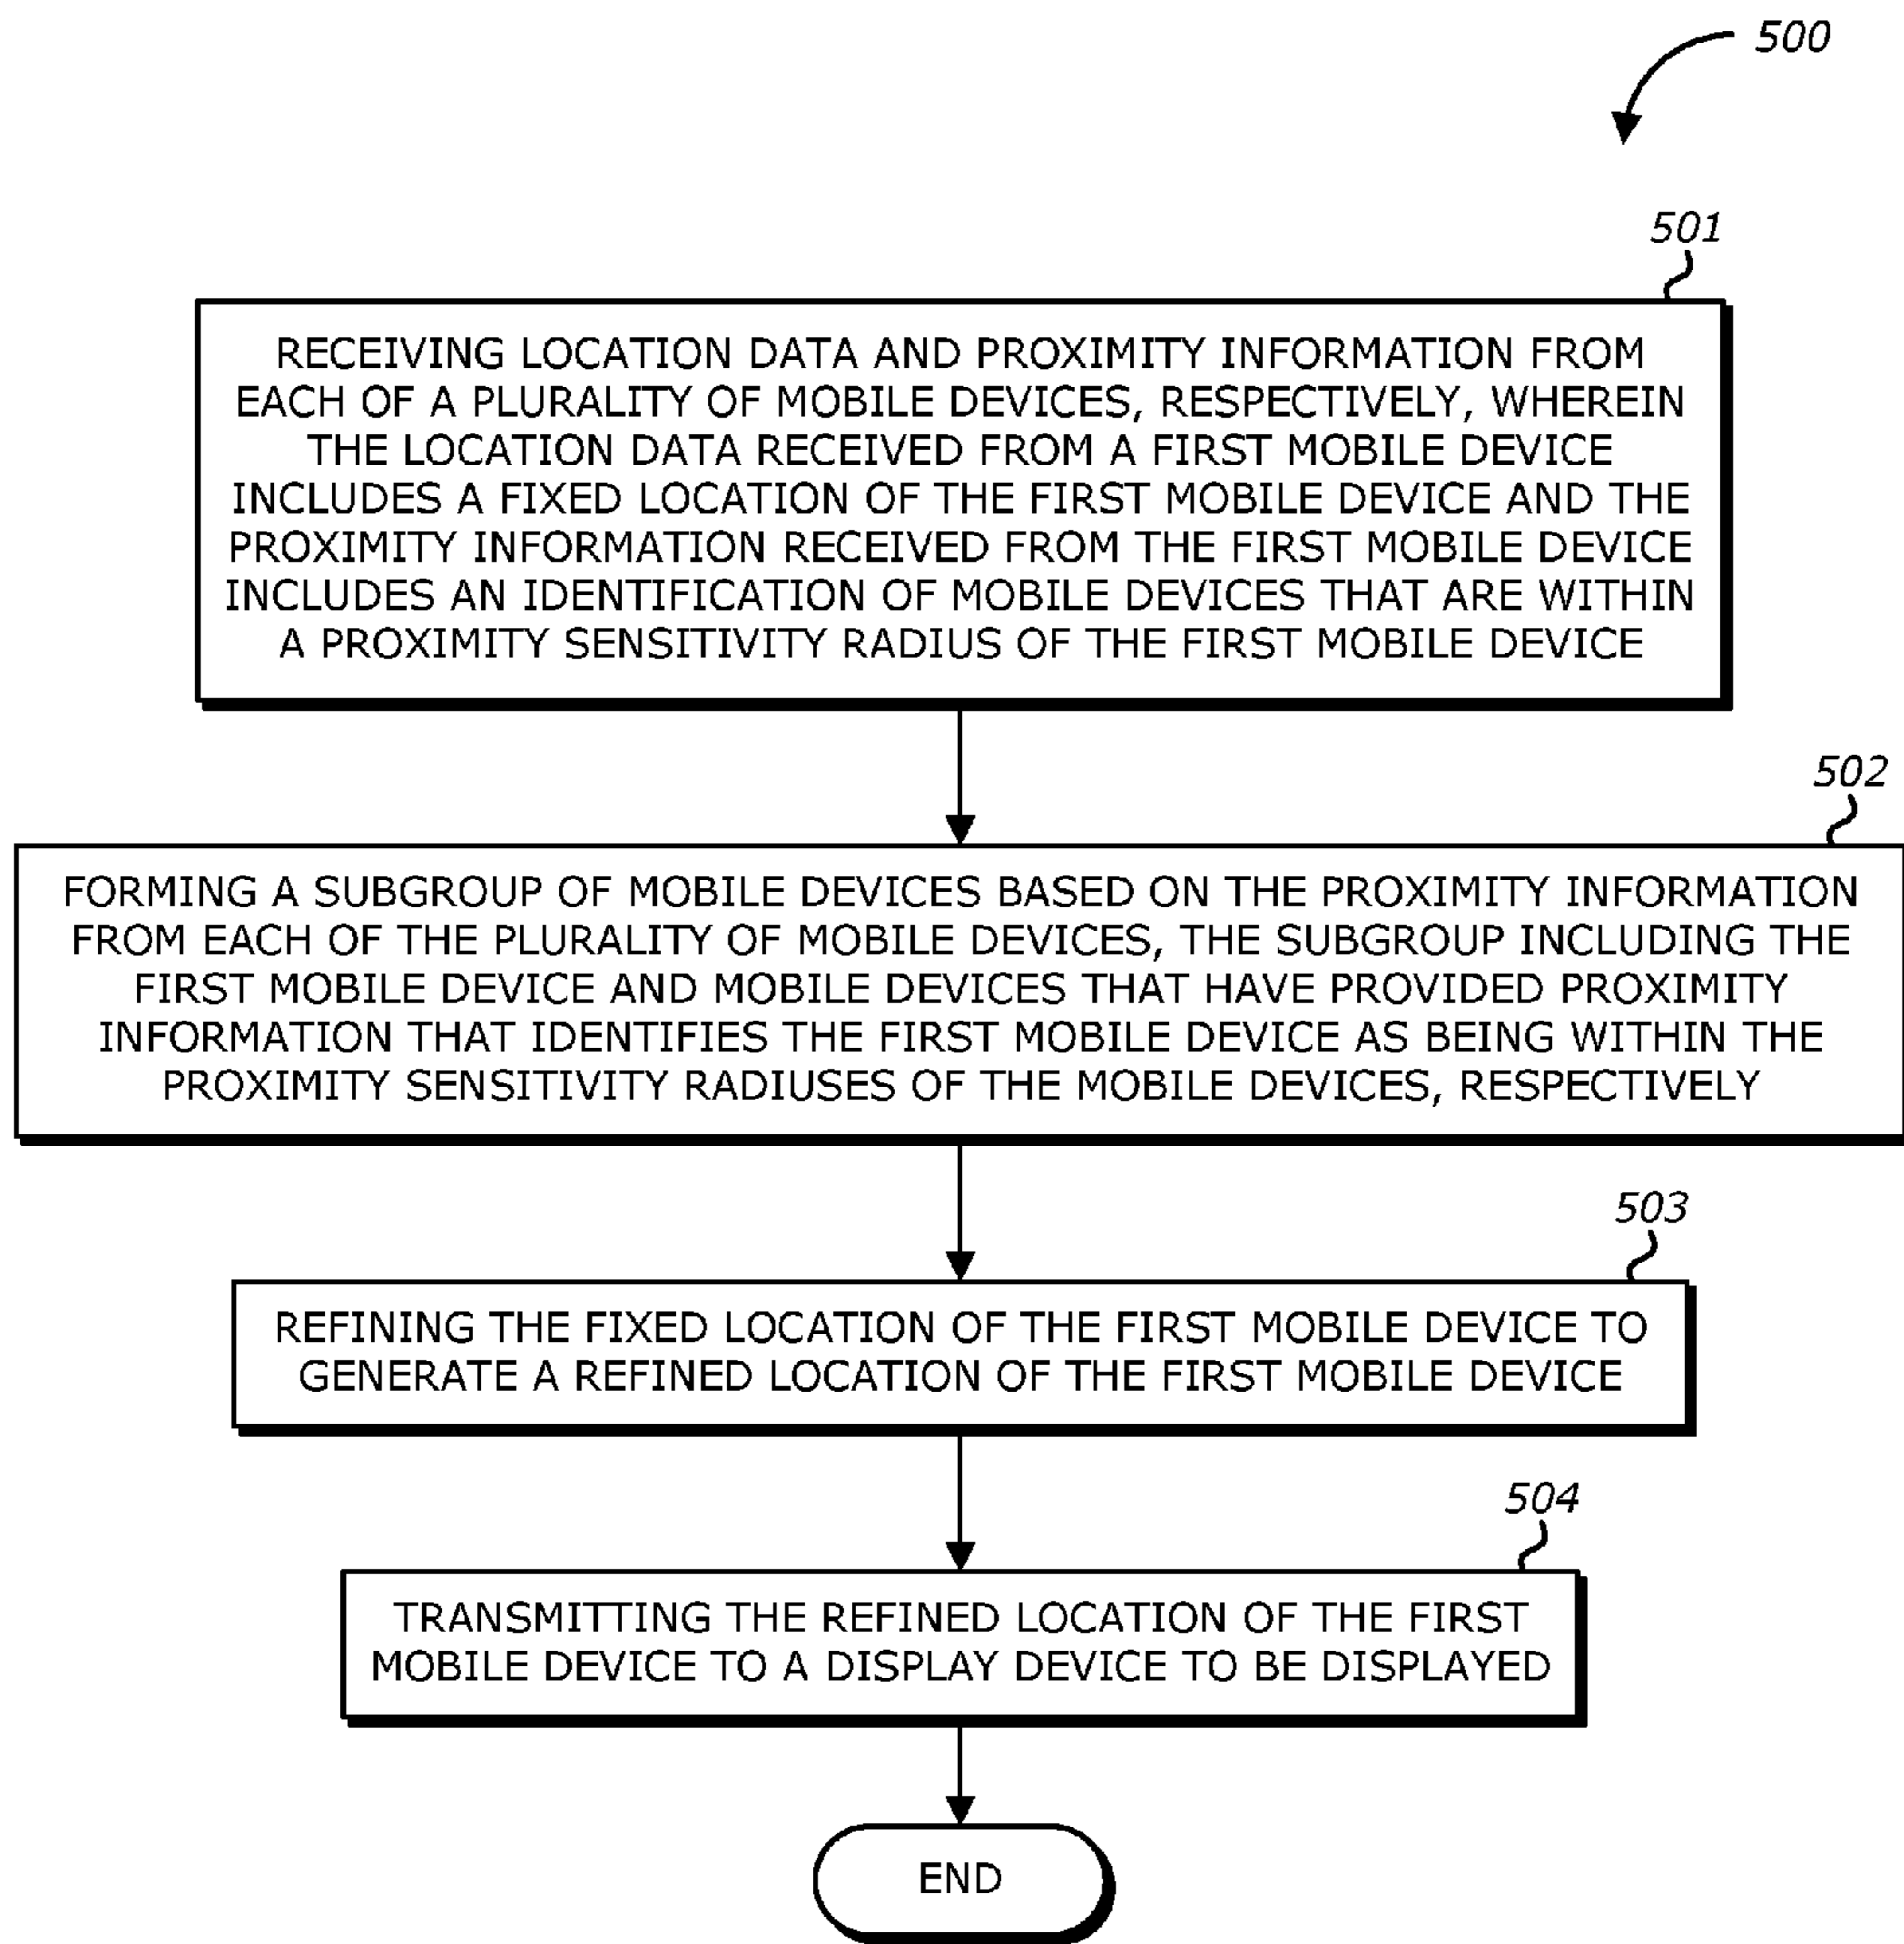 500
501
RECEIVING LOCATION DATA AND PROXIMITY INFORMATION FROM
EACH OF A PLURALITY OF MOBILE DEVICES, RESPECTIVELY, WHEREIN
THE LOCATION DATA RECEIVED FROM A FIRST MOBILE DEVICE
INCLUDES A FIXED LOCATION OF THE FIRST MOBILE DEVICE AND THE
PROXIMITY INFORMATION RECEIVED FROM THE FIRST MOBILE DEVICE
INCLUDES AN IDENTIFICATION OF MOBILE DEVICES THAT ARE WITHIN
A PROXIMITY SENSITIVITY RADIUS OF THE FIRST MOBILE DEVICE
502
FORMING A SUBGROUP OF MOBILE DEVICES BASED ON THE PROXIMITY INFORMATION
FROM EACH OF THE PLURALITY OF MOBILE DEVICES, THE SUBGROUP INCLUDING THE
FIRST MOBILE DEVICE AND MOBILE DEVICES THAT HAVE PROVIDED PROXIMITY
INFORMATION THAT IDENTIFIES THE FIRST MOBILE DEVICE AS BEING WITHIN THE
PROXIMITY SENSITIVITY RADIUSES OF THE MOBILE DEVICES, RESPECTIVELY
503
REFINING THE FIXED LOCATION OF THE FIRST MOBILE DEVICE TO
GENERATE A REFINED LOCATION OF THE FIRST MOBILE DEVICE
504
TRANSMITTING THE REFINED LOCATION OF THE FIRST
MOBILE DEVICE TO A DISPLAY DEVICE TO BE DISPLAYED
END